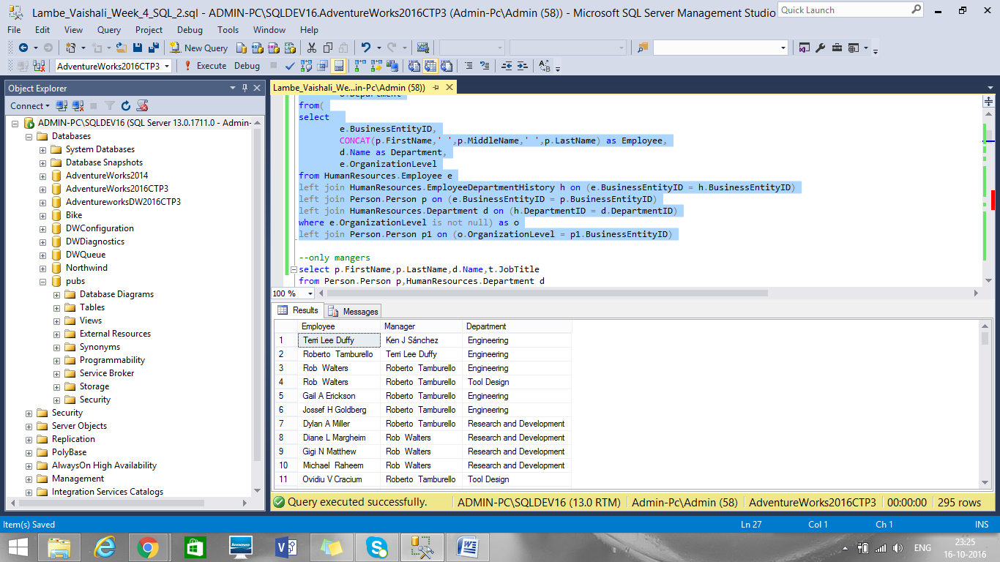 Lambe_Vaishali_Week_4_SQL_2.sql - ADMIN-PC\SQLDEV16.AdventureWorks2016CTP3 (Admin-Pc\Admin (58)) - Microsoft SQL Server Management Studio
Quick Launch
File Edit View Query Project Debug Tools Window Help
New Query
AdventureWorks2016CTP3 Execute Debug
Object Explorer
Connect
ADMIN-PC\SQLDEV16 (SQL Server 13.0.1711.0 - Admin-
Databases
System Databases
Database Snapshots
AdventureWorks2014
AdventureWorks2016CTP3
AdventureworksDW2016CTP3
Bike
DWConfiguration
DWDiagnostics
DWQueue
Northwind
pubs
Database Diagrams
Tables
Views
External Resources
Synonyms
Programmability
Service Broker
Storage
Security
Security
Server Objects
Replication
PolyBase
AlwaysOn High Availability
Management
Integration Services Catalogs
Lambe_Vaishali_We...in-Pc\Admin (58))
o.Department
from(
select
e.BusinessEntityID,
CONCAT(p.FirstName,' ',p.MiddleName,' ',p.LastName) as Employee,
d.Name as Department,
e.OrganizationLevel
from HumanResources.Employee e
left join HumanResources.EmployeeDepartmentHistory h on (e.BusinessEntityID = h.BusinessEntityID)
left join Person.Person p on (e.BusinessEntityID = p.BusinessEntityID)
left join HumanResources.Department d on (h.DepartmentID = d.DepartmentID)
where e.OrganizationLevel is not null) as o
left join Person.Person p1 on (o.OrganizationLevel = p1.BusinessEntityID)
--only mangers
select p.FirstName,p.LastName,d.Name,t.JobTitle
from Person.Person p,HumanResources.Department d
100 %
Results Messages
Employee Manager Department
1 Terri Lee Duffy Ken J Sánchez Engineering
2 Roberto Tamburello Terri Lee Duffy Engineering
3 Rob Walters Roberto Tamburello Engineering
4 Rob Walters Roberto Tamburello Tool Design
5 Gail A Erickson Roberto Tamburello Engineering
6 Jossef H Goldberg Roberto Tamburello Engineering
7 Dylan A Miller Roberto Tamburello Research and Development
8 Diane L Margheim Rob Walters Research and Development
9 Gigi N Matthew Rob Walters Research and Development
10 Michael Raheem Rob Walters Research and Development
11 Ovidiu V Cracium Roberto Tamburello Tool Design
Query executed successfully. ADMIN-PC\SQLDEV16 (13.0 RTM) Admin-Pc\Admin (58) AdventureWorks2016CTP3 00:00:00 295 rows
Item(s) Saved Ln 27 Col 1 Ch 1 INS
ENG
23:25
16-10-2016